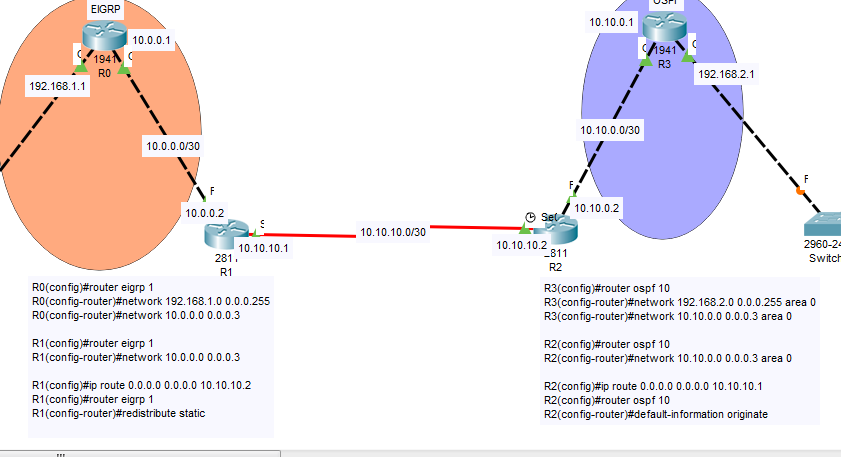 EIGRP
OSPF
10.0.0.1
10.10.0.1
1941
R0
1941
R3
192.168.1.1
192.168.2.1
10.0.0.0/30
10.10.0.0/30
F
F
F
10.0.0.2
10.10.0.2
S
Se0
10.10.10.0/30
10.10.10.1
10.10.10.2
R1
2811
R2
2960-24
Switch
R0(config)#router eigrp 1
R0(config-router)#network 192.168.1.0 0.0.0.255
R0(config-router)#network 10.0.0.0 0.0.0.3
R1(config)#router eigrp 1
R1(config-router)#network 10.0.0.0 0.0.0.3
R1(config)#ip route 0.0.0.0 0.0.0.0 10.10.10.2
R1(config)#router eigrp 1
R1(config-router)#redistribute static
R3(config)#router ospf 10
R3(config-router)#network 192.168.2.0 0.0.0.255 area 0
R3(config-router)#network 10.10.0.0 0.0.0.3 area 0
R2(config)#router ospf 10
R2(config-router)#network 10.10.0.0 0.0.0.3 area 0
R2(config)#ip route 0.0.0.0 0.0.0.0 10.10.10.1
R2(config)#router ospf 10
R2(config-router)#default-information originate